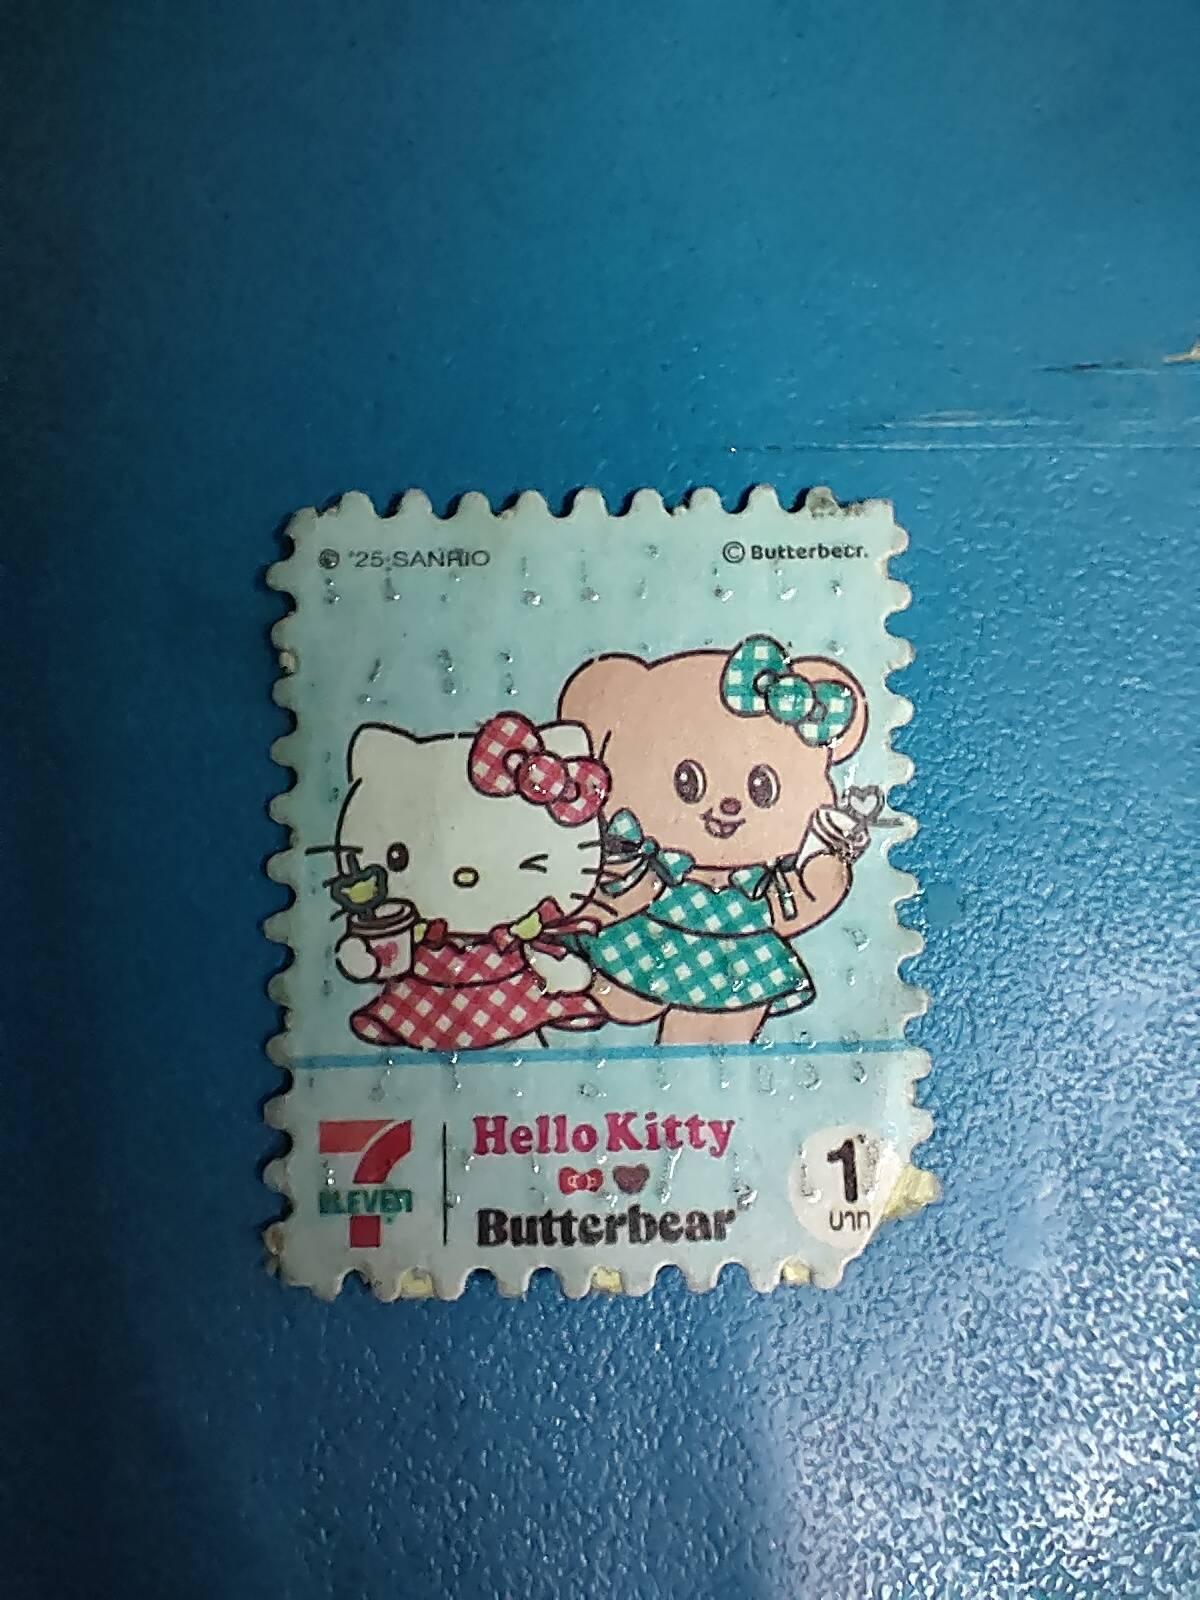 © '25 SANRIO
© Butterbear.
7
ELEVEn
Hello Kitty
Butterbear
1
บาท